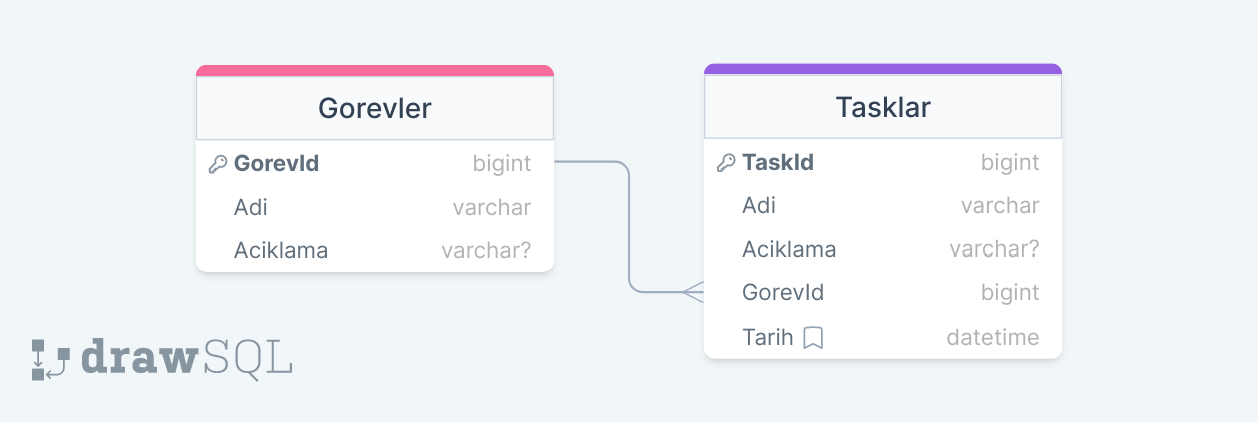 Gorevler
GorevId bigint
Adi varchar
Aciklama varchar?
Tasklar
TaskId bigint
Adi varchar
Aciklama varchar?
GorevId bigint
Tarih datetime
drawSQL